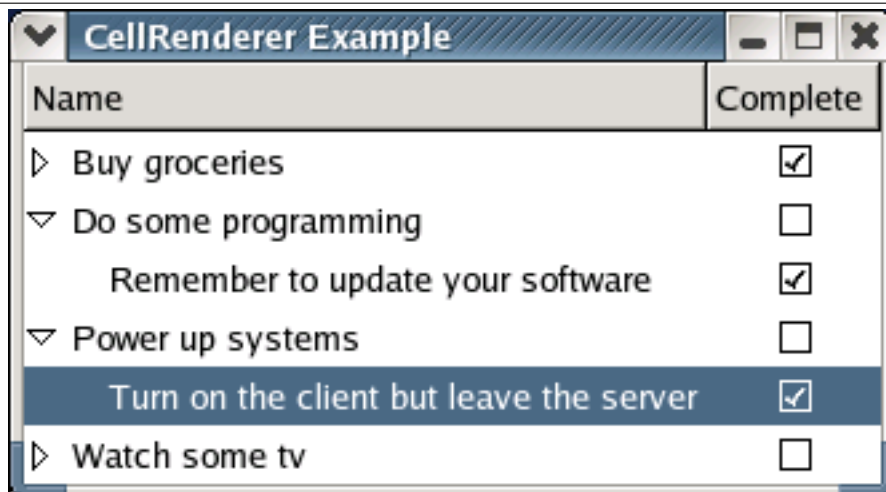 CellRenderer Example
Name Complete
Buy groceries
Do some programming
Remember to update your software
Power up systems
Turn on the client but leave the server
Watch some tv